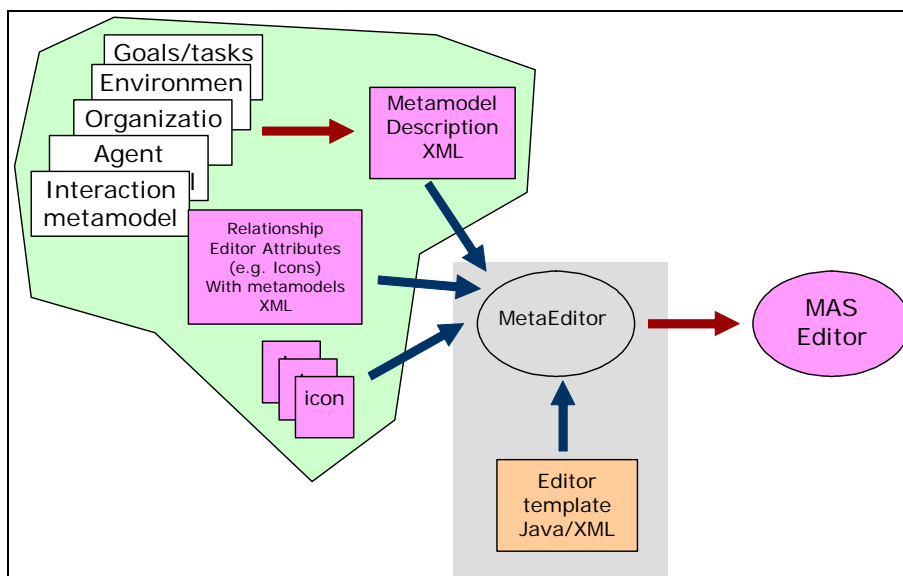 Goals/tasks
Environmen
Organizatio
Agent
l
Interaction
metamodel
Metamodel
Description
XML
Relationship
Editor Attributes
(e.g. Icons)
With metamodels
XML
icon
MetaEditor
MAS
Editor
Editor
template
Java/XML